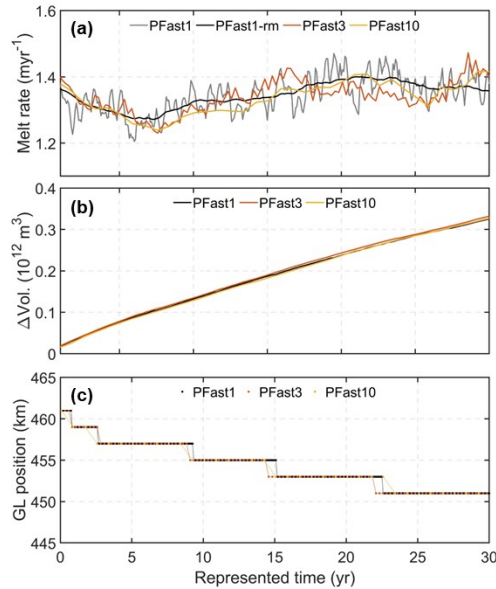 (a)
PFast1 PFast1-rm PFast3 PFast10
Melt rate (myr⁻¹)
1.6
1.4
1.2
(b)
PFast1 PFast3 PFast10
ΔVol. (10¹² m³)
0.4
0.3
0.2
0.1
0
(c)
PFast1 PFast3 PFast10
GL position (km)
465
460
455
450
445
0 5 10 15 20 25 30
Represented time (yr)